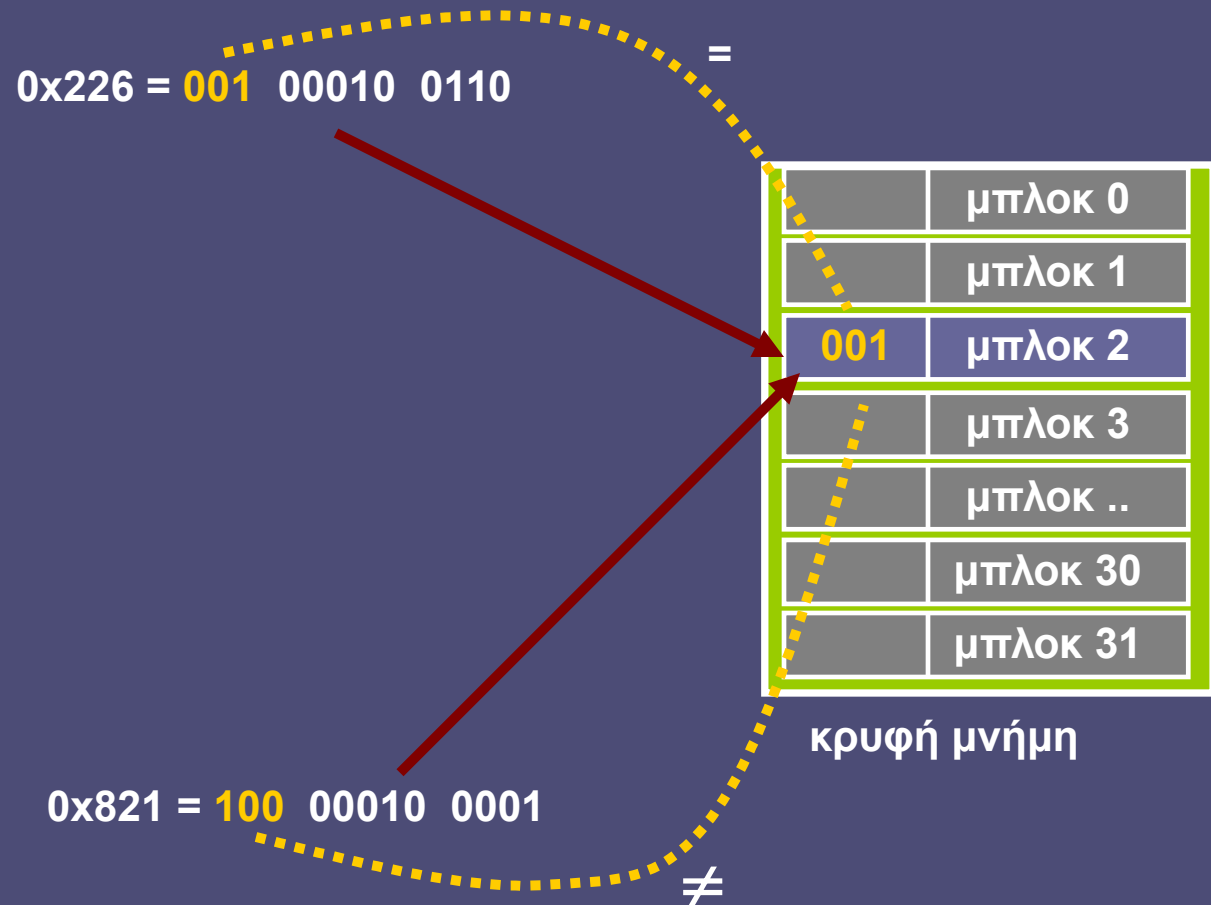 =
0x226 = 001 00010 0110
μπλοκ 0
μπλοκ 1
001 μπλοκ 2
μπλοκ 3
μπλοκ ..
μπλοκ 30
μπλοκ 31
κρυφή μνήμη
0x821 = 100 00010 0001
≠